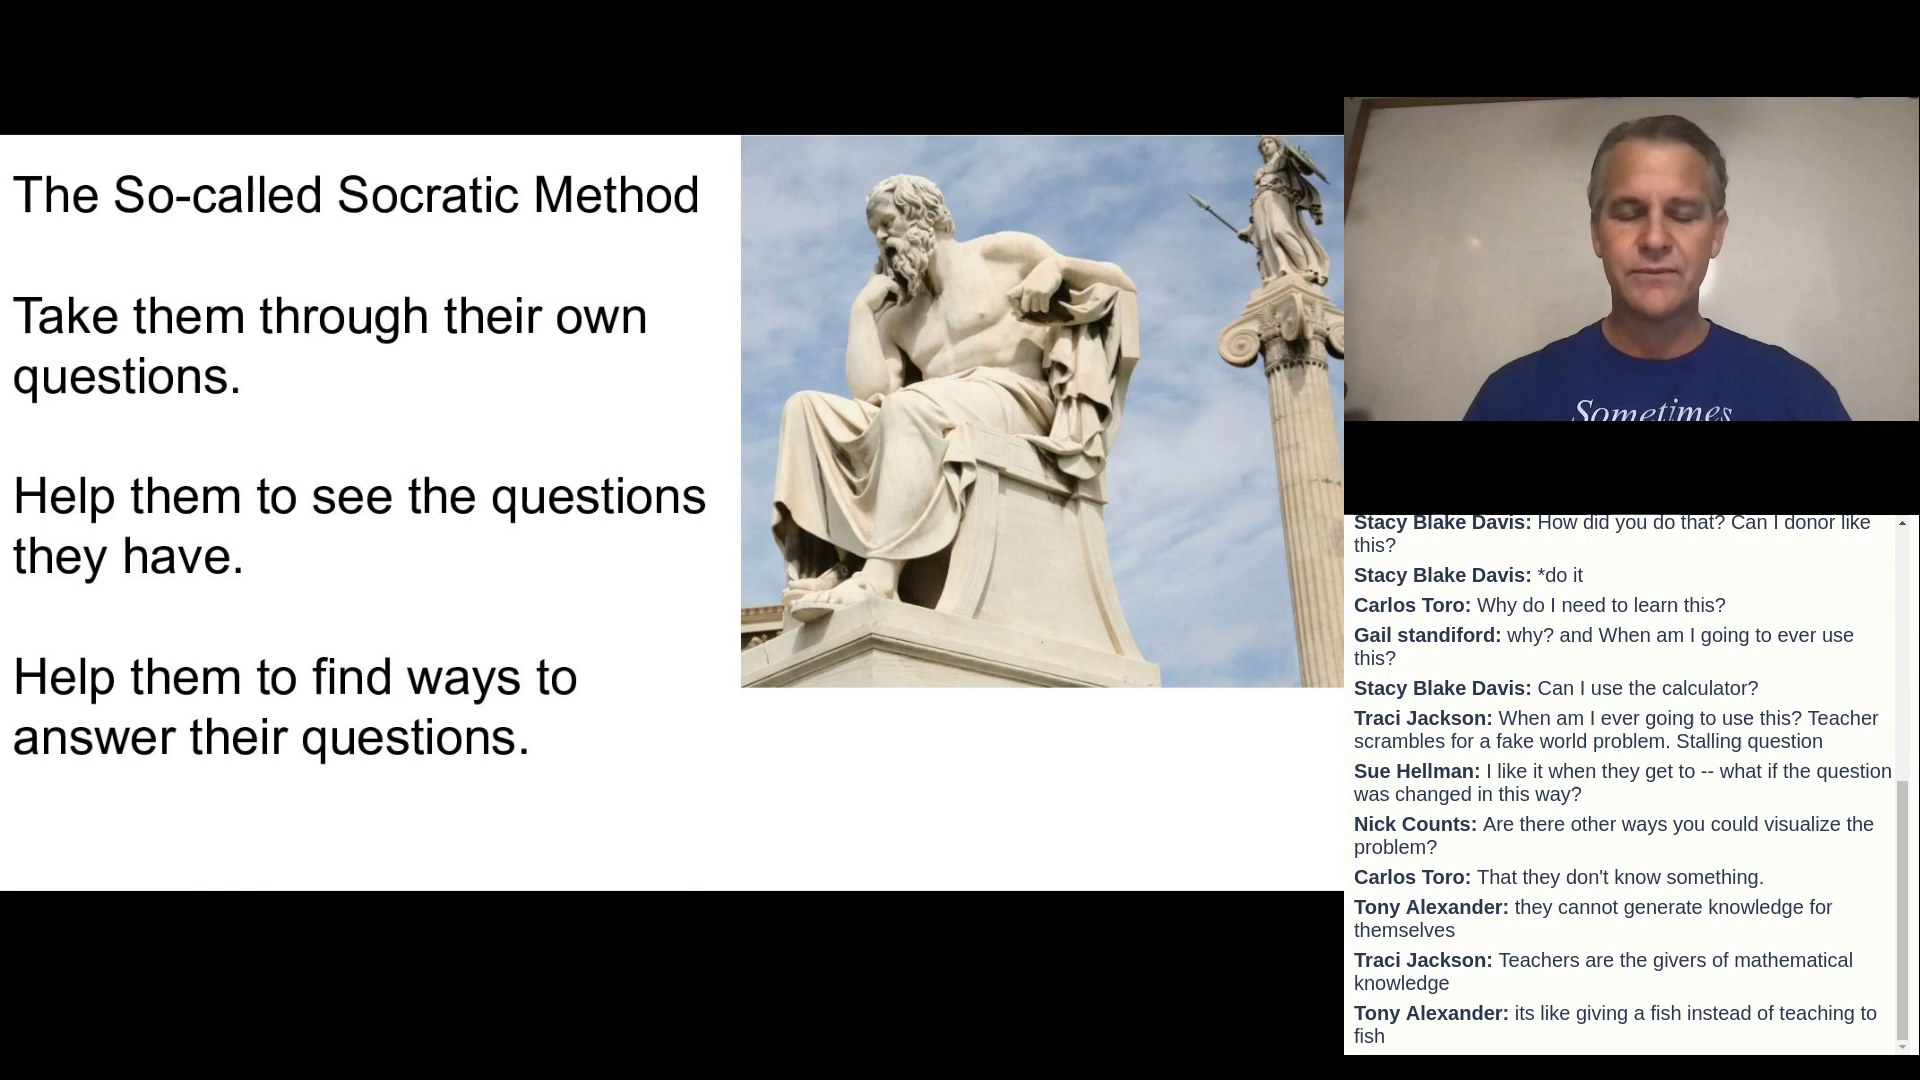 The So-called Socratic Method
Take them through their own
questions.
Help them to see the questions
they have.
Help them to find ways to
answer their questions.
Sometimes
Stacy Blake Davis: How did you do that? Can I donor like
this?
Stacy Blake Davis: *do it
Carlos Toro: Why do I need to learn this?
Gail standiford: why? and When am I going to ever use
this?
Stacy Blake Davis: Can I use the calculator?
Traci Jackson: When am I ever going to use this? Teacher
scrambles for a fake world problem. Stalling question
Sue Hellman: I like it when they get to -- what if the question
was changed in this way?
Nick Counts: Are there other ways you could visualize the
problem?
Carlos Toro: That they don't know something.
Tony Alexander: they cannot generate knowledge for
themselves
Traci Jackson: Teachers are the givers of mathematical
knowledge
Tony Alexander: its like giving a fish instead of teaching to
fish